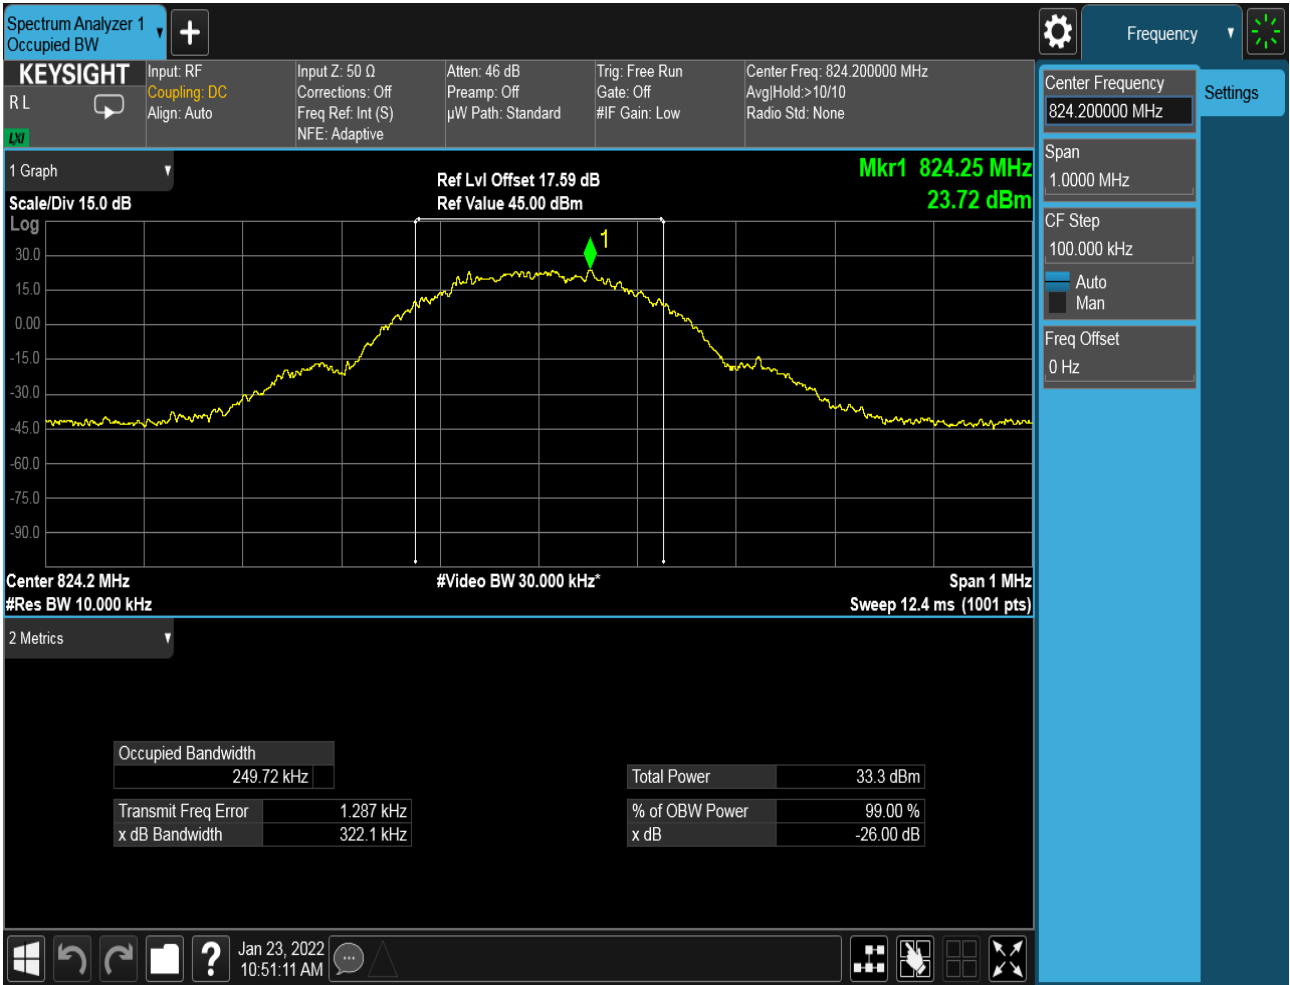 Spectrum Analyzer 1
Occupied BW
Frequency
KEYSIGHT
R L
LXI
Input: RF
Coupling: DC
Align: Auto
Input Z: 50 Ω
Corrections: Off
Freq Ref: Int (S)
NFE: Adaptive
Atten: 46 dB
Preamp: Off
µW Path: Standard
Trig: Free Run
Gate: Off
#IF Gain: Low
Center Freq: 824.200000 MHz
Avg|Hold:>10/10
Radio Std: None
Center Frequency
824.200000 MHz
Settings
Span
1.0000 MHz
CF Step
100.000 kHz
Auto
Man
Freq Offset
0 Hz
1 Graph
Ref Lvl Offset 17.59 dB
Ref Value 45.00 dBm
Mkr1 824.25 MHz
23.72 dBm
Scale/Div 15.0 dB
Log
30.0
15.0
0.00
-15.0
-30.0
-45.0
-60.0
-75.0
-90.0
1
Center 824.2 MHz
#Video BW 30.000 kHz*
Span 1 MHz
#Res BW 10.000 kHz
Sweep 12.4 ms (1001 pts)
2 Metrics
Occupied Bandwidth
249.72 kHz
Total Power 33.3 dBm
Transmit Freq Error 1.287 kHz
% of OBW Power 99.00 %
x dB Bandwidth 322.1 kHz
x dB -26.00 dB
?
Jan 23, 2022
10:51:11 AM